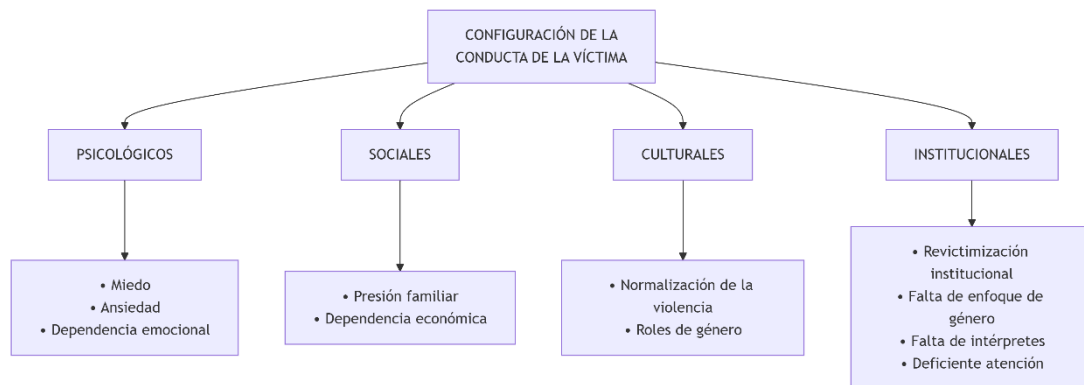 CONFIGURACIÓN DE LA
CONDUCTA DE LA VÍCTIMA
PSICOLÓGICOS
SOCIALES
CULTURALES
INSTITUCIONALES
• Miedo
• Ansiedad
• Dependencia emocional
• Presión familiar
• Dependencia económica
• Normalización de la
violencia
• Roles de género
• Revictimización
institucional
• Falta de enfoque de
género
• Falta de intérpretes
• Deficiente atención